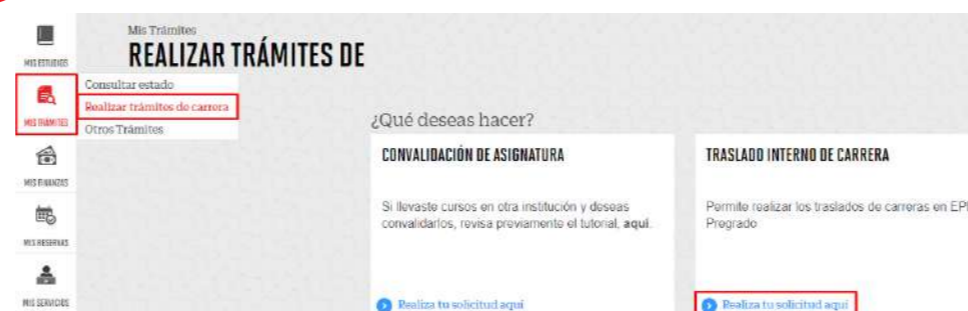 Mis Trámites
REALIZAR TRÁMITES DE
MIS ESTUDIOS
MIS TRÁMITES
Consultar estado
Realizar trámites de carrera
Otros Trámites
MIS FINANZAS
MIS RESERVAS
MIS SERVICIOS
¿Qué deseas hacer?
CONVALIDACIÓN DE ASIGNATURA
Si llevaste cursos en otra institución y deseas
convalidarlos, revisa previamente el tutorial, aquí.
Realiza tu solicitud aquí
TRASLADO INTERNO DE CARRERA
Permite realizar los traslados de carreras en
Pregrado
Realiza tu solicitud aquí